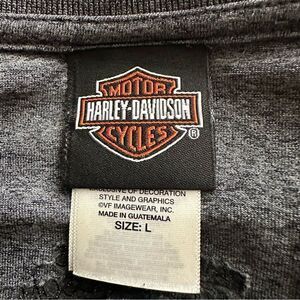 MOTOR
HARLEY-DAVIDSON
CYCLES
®
EXCLUSIVE OF DECORATION
STYLE AND GRAPHICS
©VF IMAGEWEAR, INC.
MADE IN GUATEMALA
SIZE: L